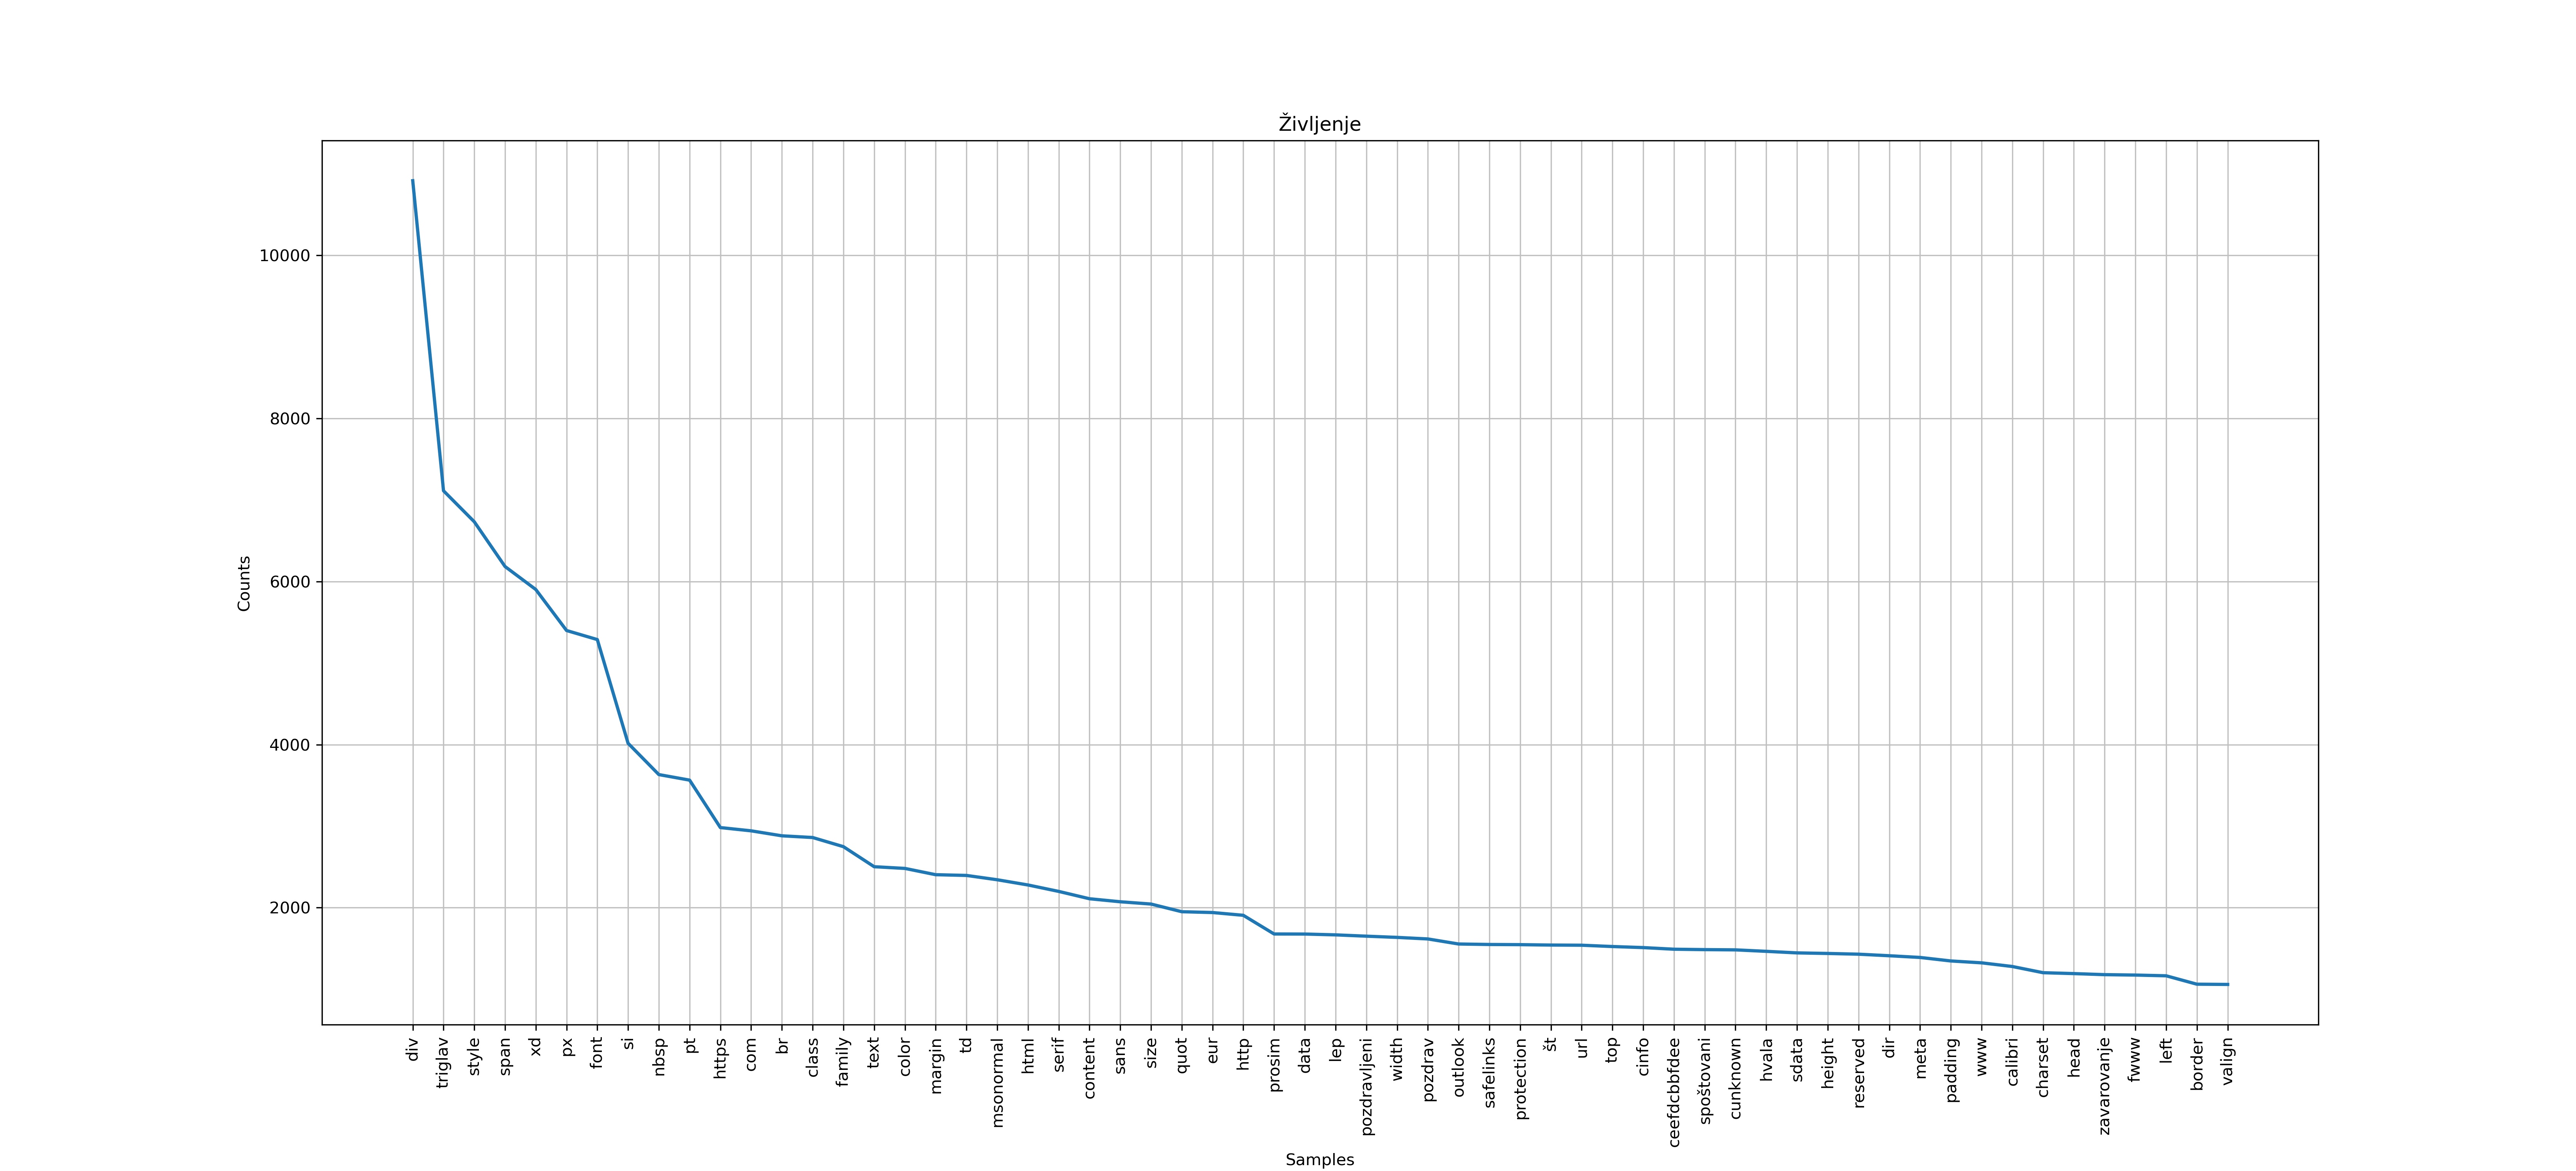 Življenje
10000
8000
6000
4000
2000
Counts
div
triglav
style
span
xd
px
font
si
nbsp
pt
https
com
br
class
family
text
color
margin
td
msonormal
html
serif
content
sans
size
quot
eur
http
prosim
data
lep
pozdravljeni
width
pozdrav
outlook
safelinks
protection
št
url
top
cinfo
ceefdcbbfdee
spoštovani
cunknown
hvala
sdata
height
reserved
dir
meta
padding
www
calibri
charset
head
zavarovanje
fwww
left
border
valign
Samples